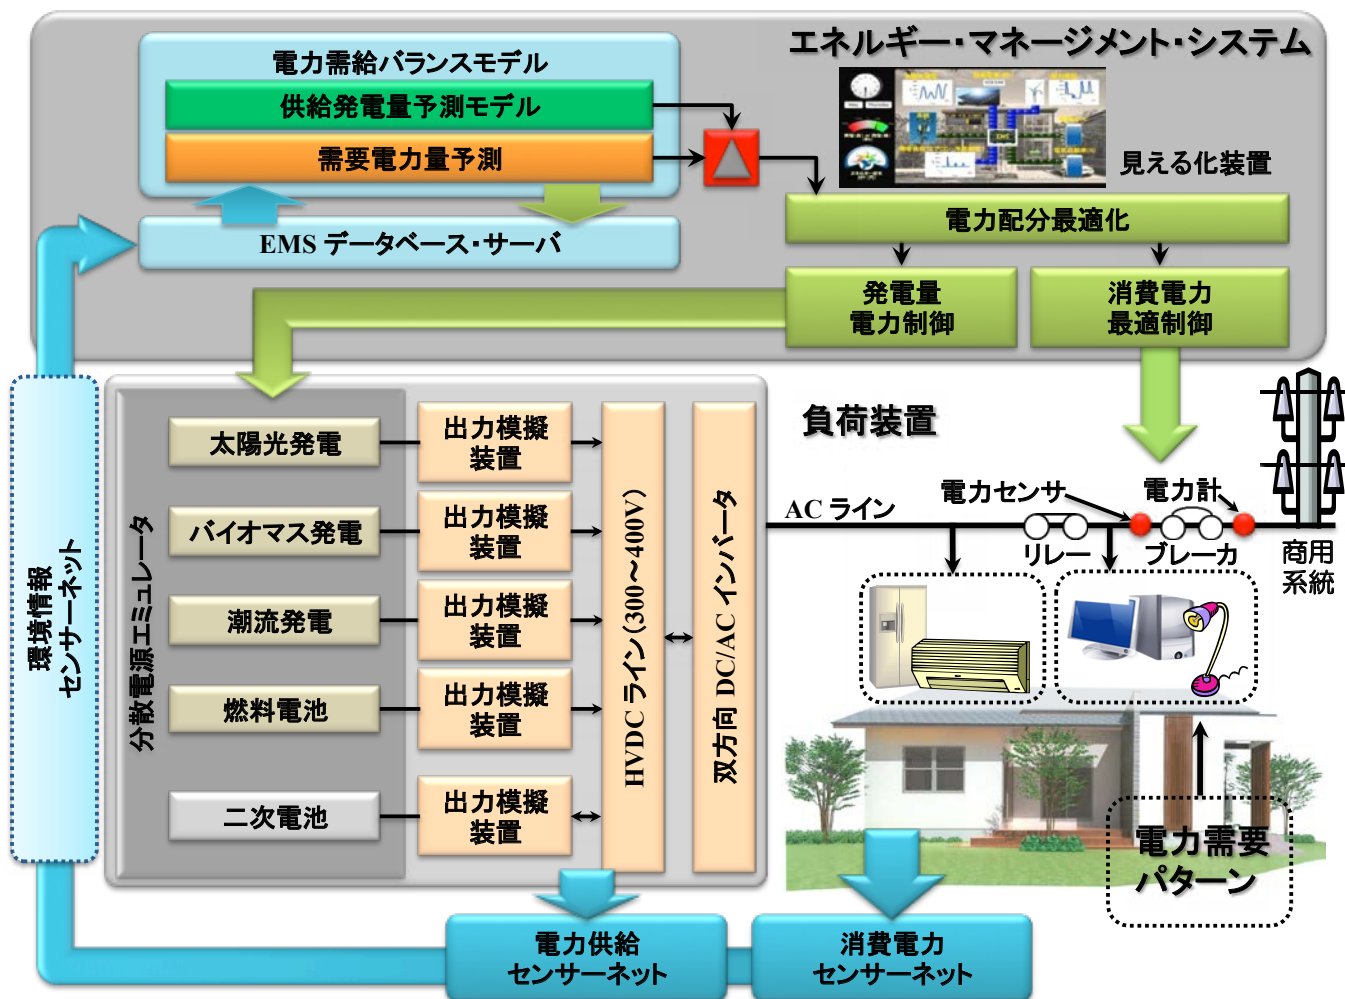 エネルギー・マネージメント・システム
電力需給バランスモデル
供給発電量予測モデル
需要電力量予測
見える化装置
電力配分最適化
EMS データベース・サーバ
発電量
電力制御
消費電力
最適制御
環境情報
センサーネット
分散電源エミュレータ
太陽光発電
バイオマス発電
潮流発電
燃料電池
二次電池
出力模擬
装置
出力模擬
装置
出力模擬
装置
出力模擬
装置
出力模擬
装置
HVDC ライン（300～400V）
双方向 DC/AC インバータ
負荷装置
AC ライン
電力センサ
電力計
リレー
ブレーカ
商用
系統
電力需要
パターン
電力供給
センサーネット
消費電力
センサーネット